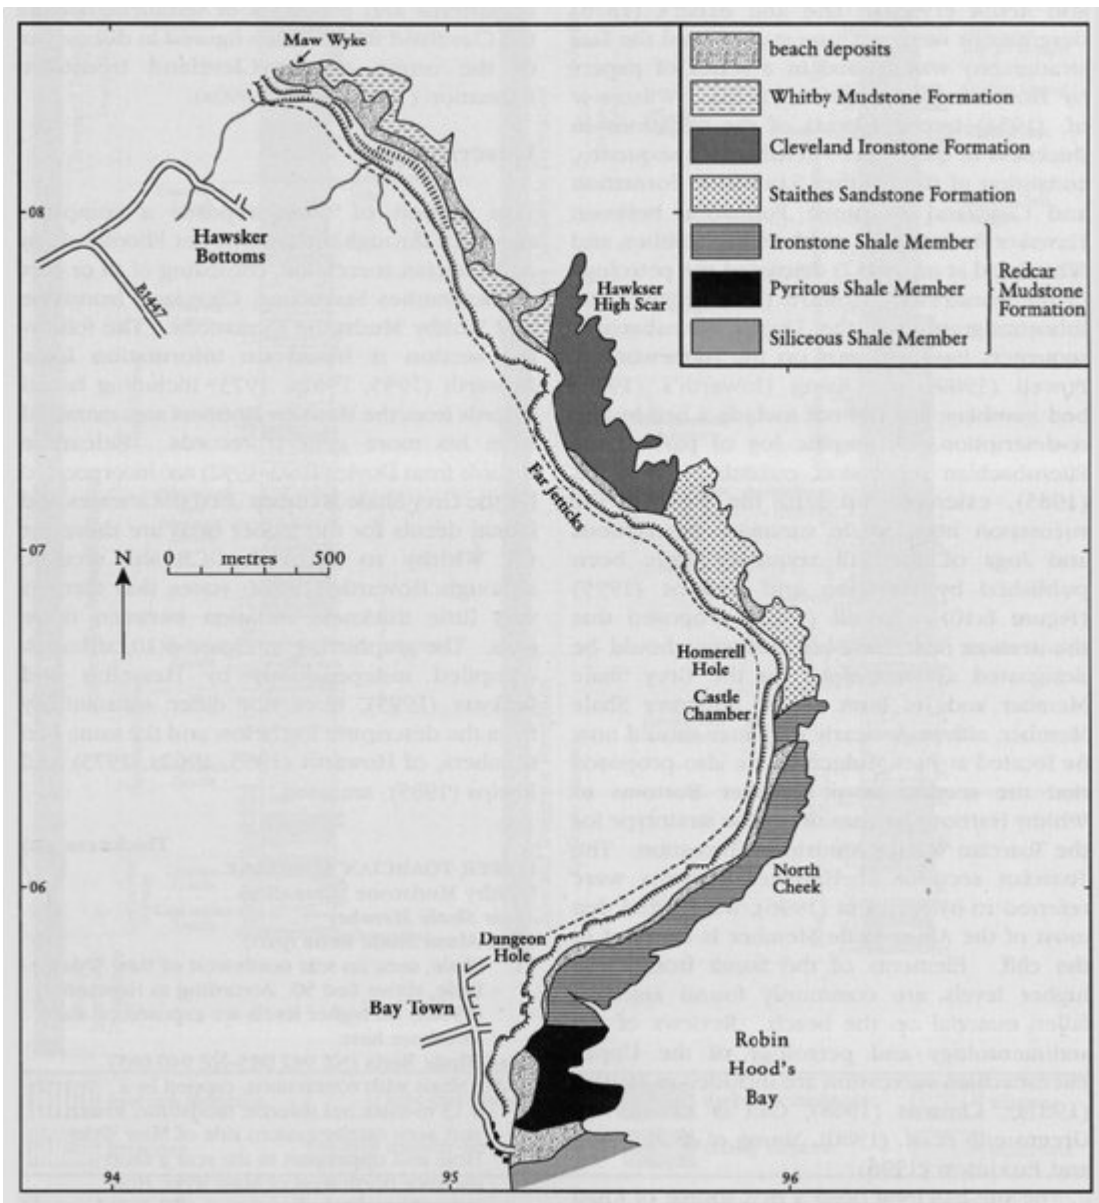 Maw Wyke
beach deposits
Whitby Mudstone Formation
Cleveland Ironstone Formation
Staithes Sandstone Formation
Ironstone Shale Member
Pyritous Shale Member
Siliceous Shale Member
Redcar
Mudstone
Formation
08
Hawsker
Bottoms
B1447
Hawkser
High Scar
Far Jetticks
07
N
0
500
metres
Homerell
Hole
Castle
Chamber
06
North
Cheek
Dungeon
Hole
Bay Town
Robin
Hood's
Bay
94
95
96